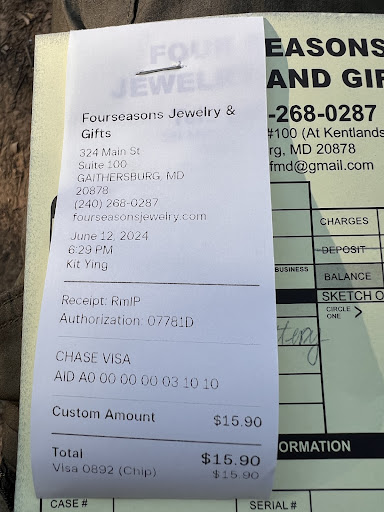 FOUR SEASONS
JEWELRY AND GIF
Fourseasons Jewelry &
Gifts
324 Main St
Suite 100
GAITHERSBURG, MD
20878
(240) 268-0287
fourseasonsjewelry.com
June 12, 2024
6:29 PM
Kit Ying
Receipt: RmIP
Authorization: 07781D
CHASE VISA
AID A0 00 00 00 03 10 10
Custom Amount $15.90
Total $15.90
Visa 0892 (Chip) $15.90
-268-0287
#100 (At Kentlands
rg, MD 20878
fmd@gmail.com
CHARGES
DEPOSIT
BUSINESS
BALANCE
SKETCH O
CIRCLE
ONE >
ORMATION
CASE #
SERIAL #